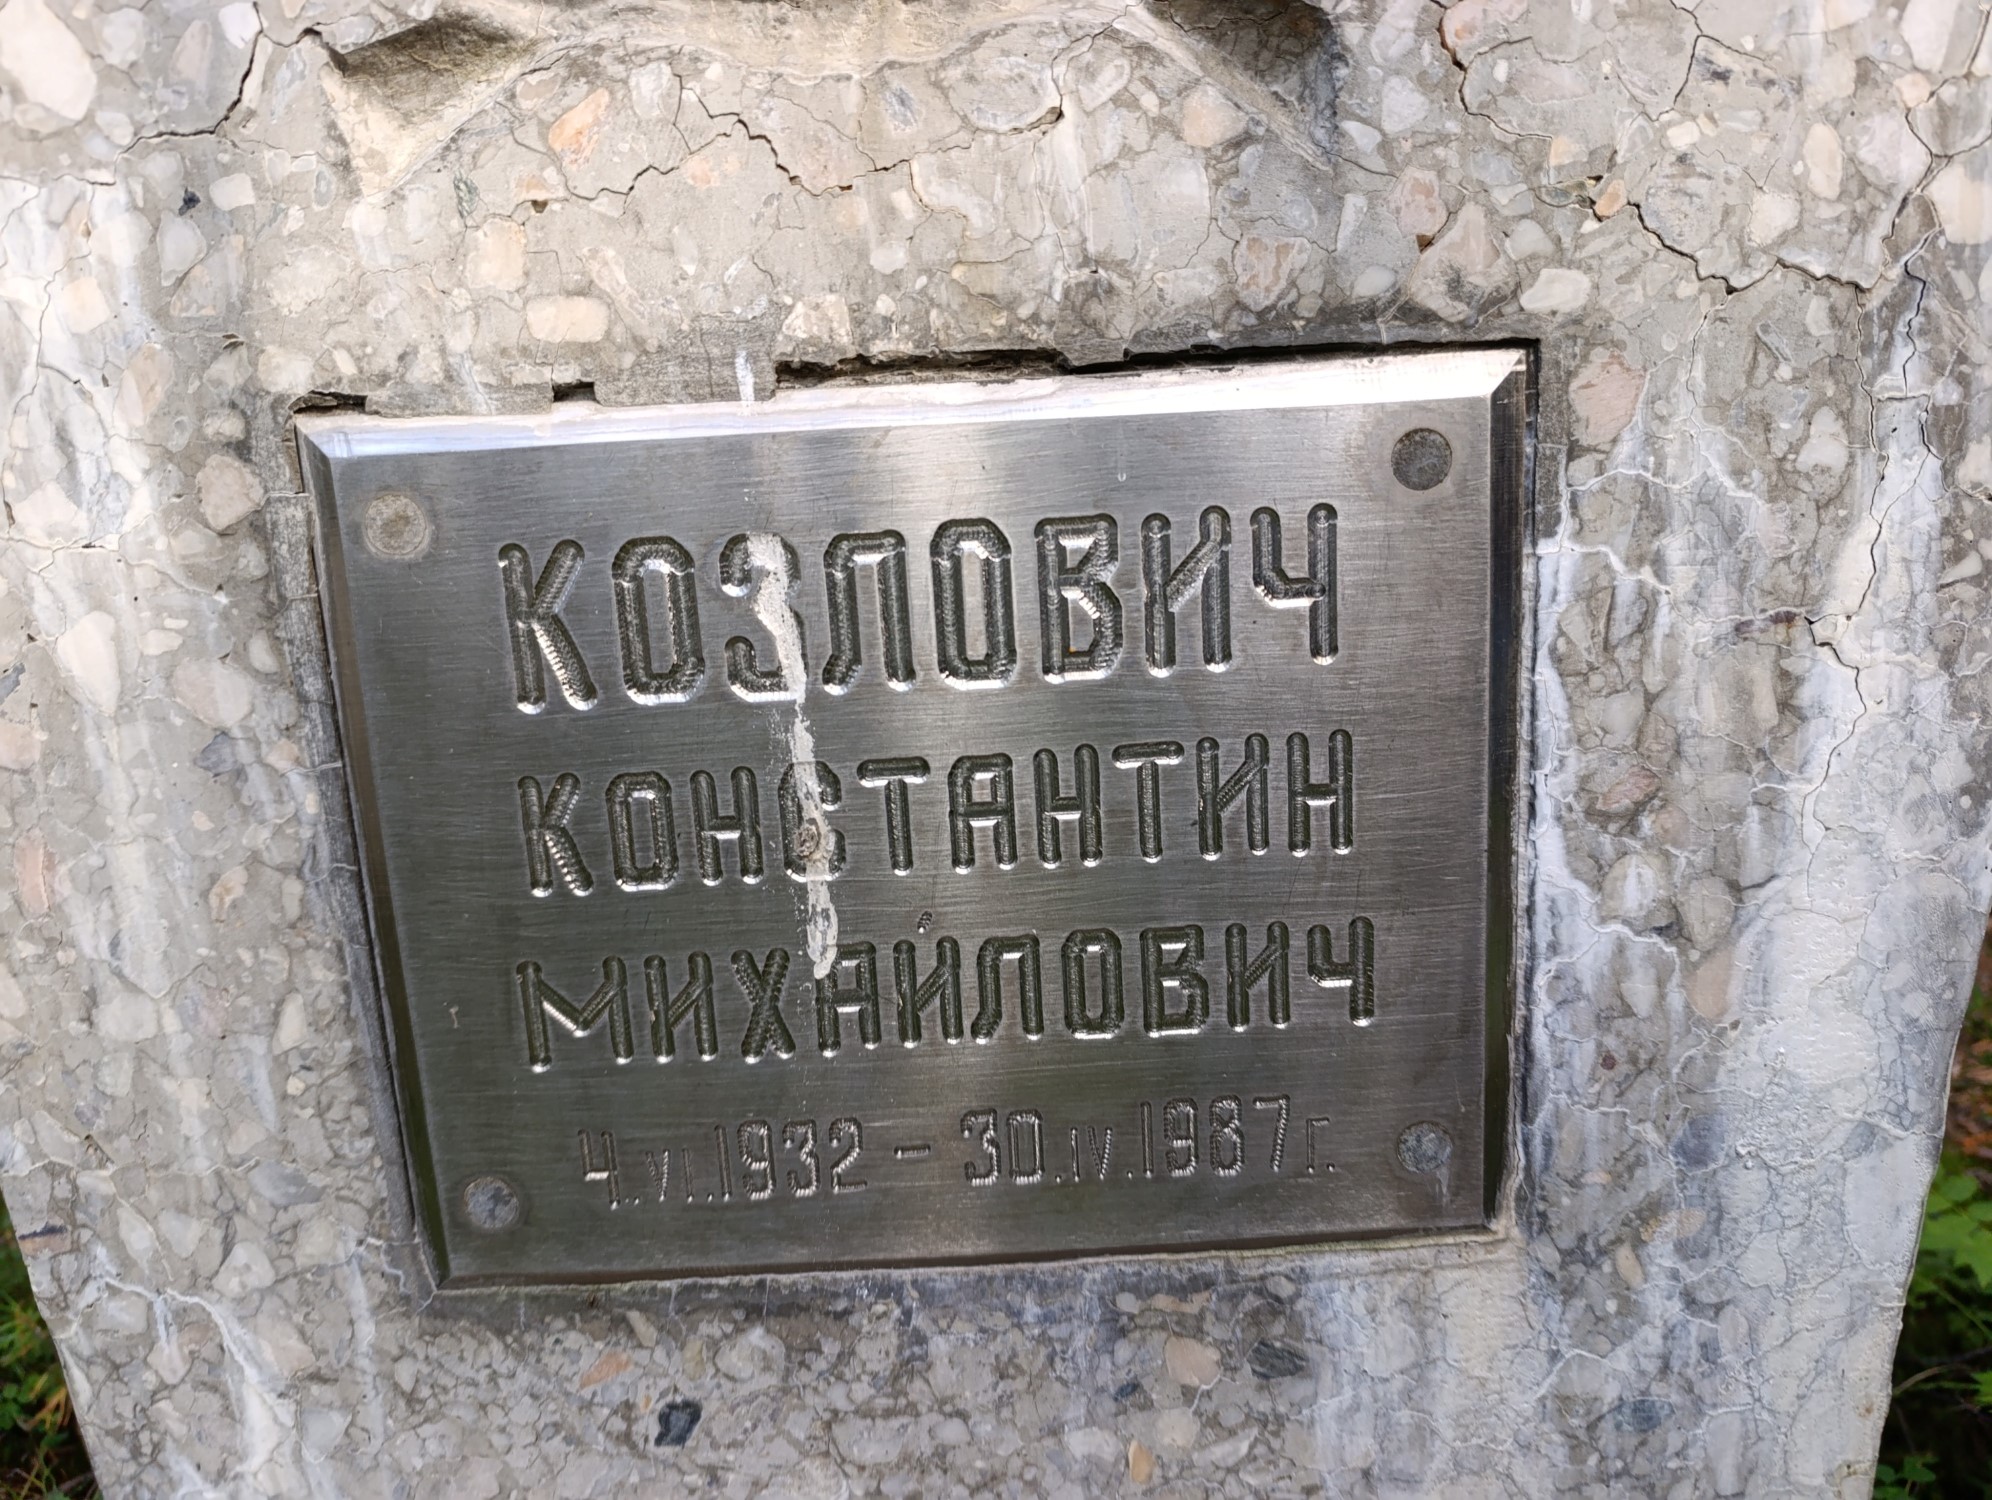 КОЗЛОВИЧ
КОНСТАНТИН
МИХАЙЛОВИЧ
4.VI.1932 – 30.IV.1987г.